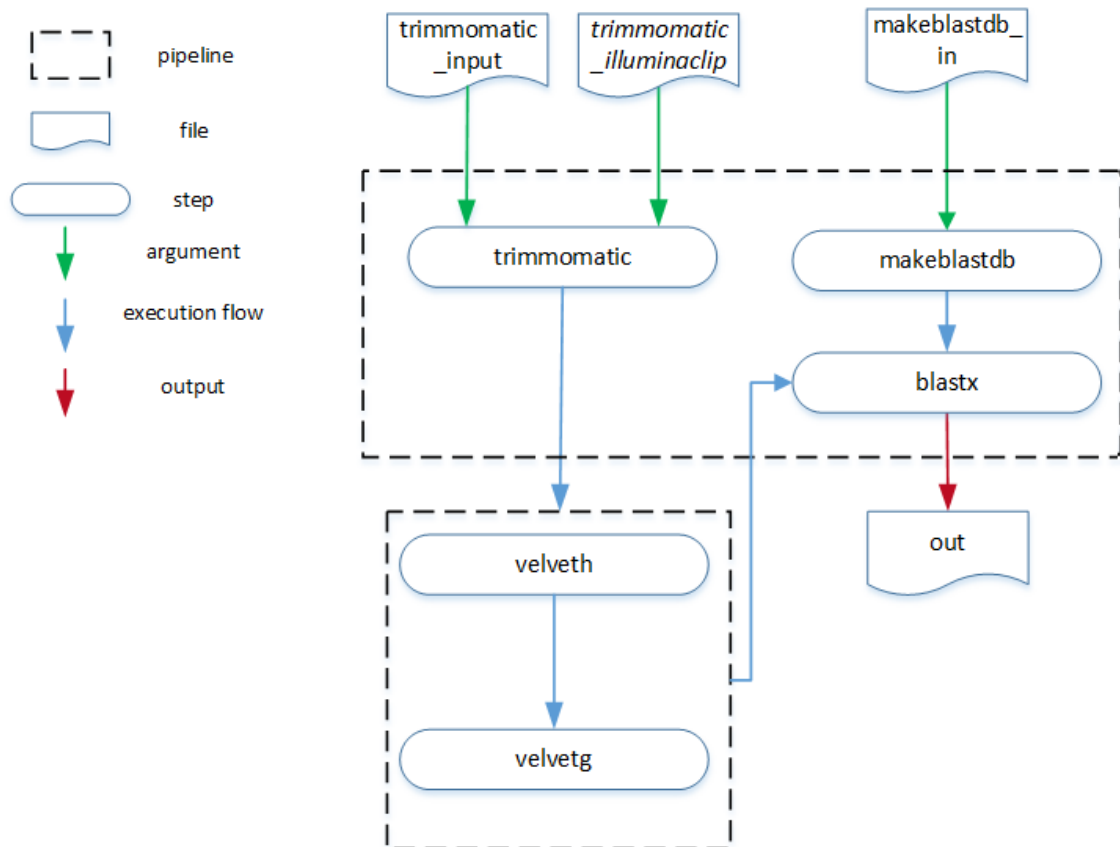 pipeline
file
step
argument
execution flow
output
trimmomatic
_input
trimmomatic
_illuminaclip
makeblastdb_
in
trimmomatic
makeblastdb
blastx
velveth
out
velvetg